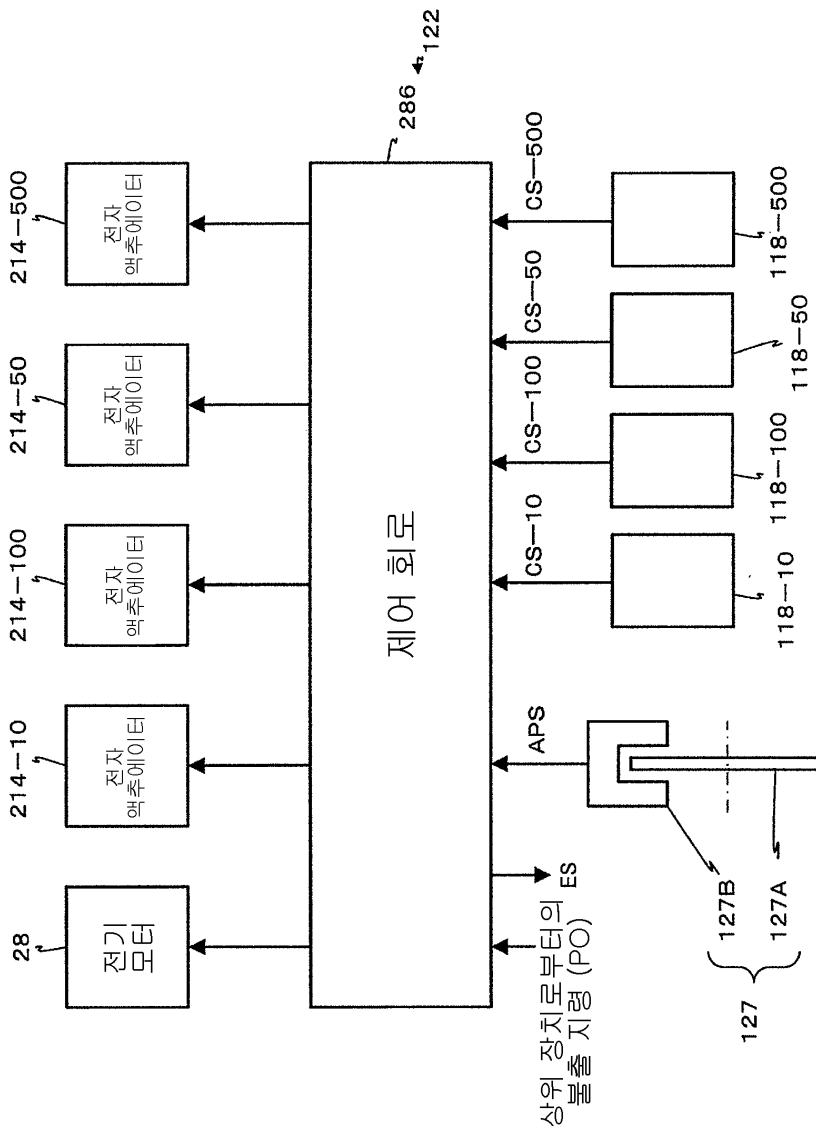 28
214-10
214-100
214-50
214-500
전기
모터
전자
액추에이터
전자
액추에이터
전자
액추에이터
전자
액추에이터
제어 회로
286
122
상위 장치로부터의
불출 지령 (PO)
ES
APS
CS-10
CS-100
CS-50
CS-500
127B
127A
127
118-10
118-100
118-50
118-500